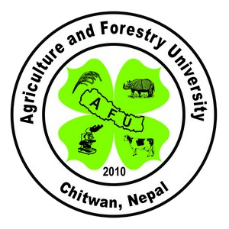 Agriculture and Forestry University
AFU
2010
Chitwan, Nepal